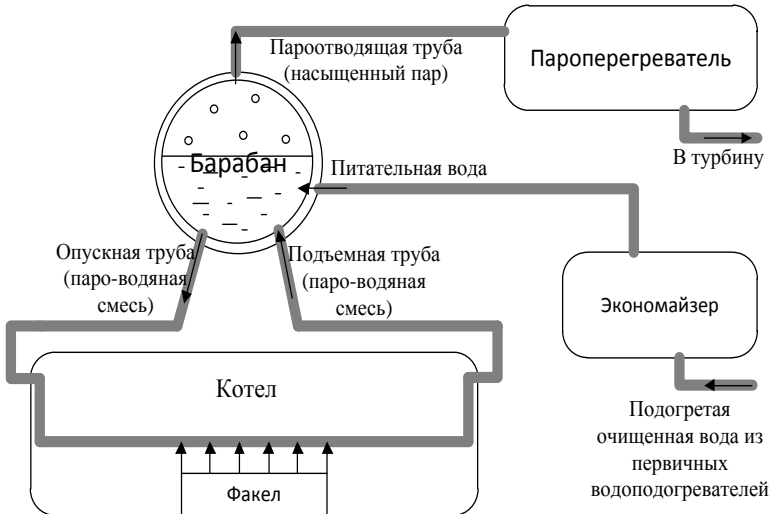 Пароотводящая труба
(насыщенный пар)
Пароперегреватель
В турбину
Барабан
Питательная вода
Опускная труба
(паро-водяная
смесь)
Подъемная труба
(паро-водяная
смесь)
Экономайзер
Котел
Факел
Подогретая
очищенная вода из
первичных
водоподогревателей